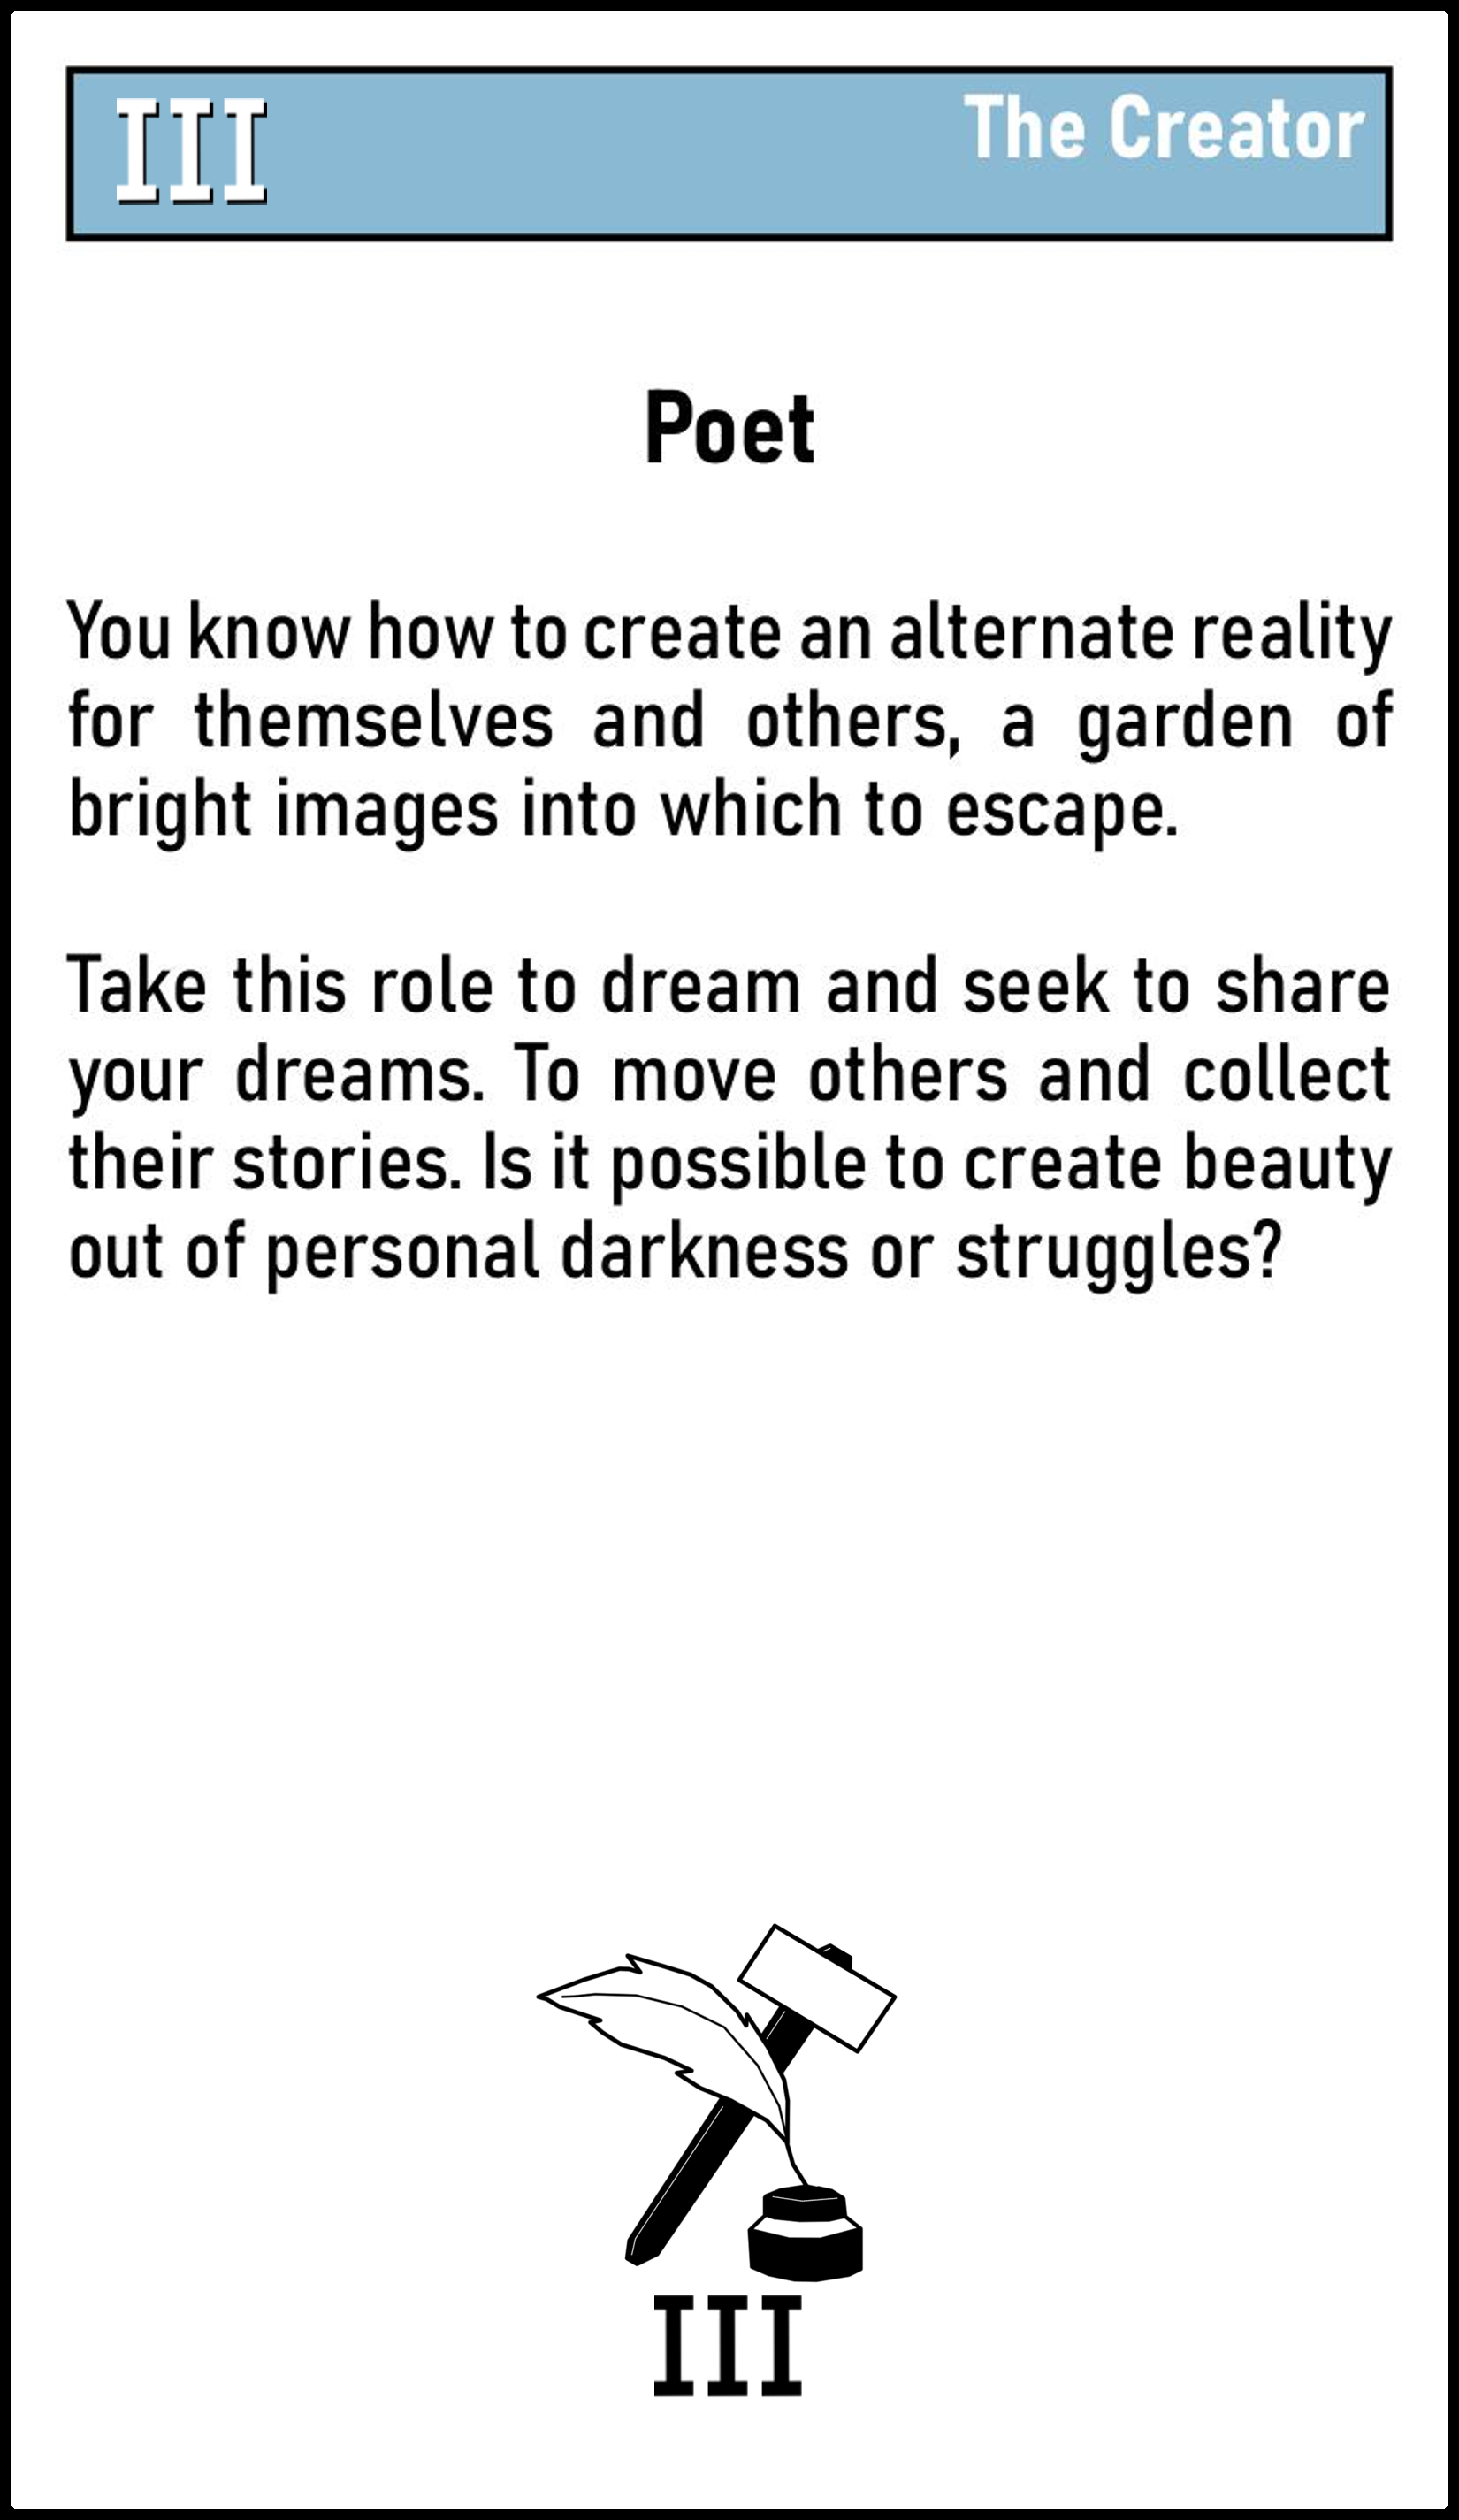 III
The Creator
Poet
You know how to create an alternate reality
for themselves and others, a garden of
bright images into which to escape.
Take this role to dream and seek to share
your dreams. To move others and collect
their stories. Is it possible to create beauty
out of personal darkness or struggles?
III